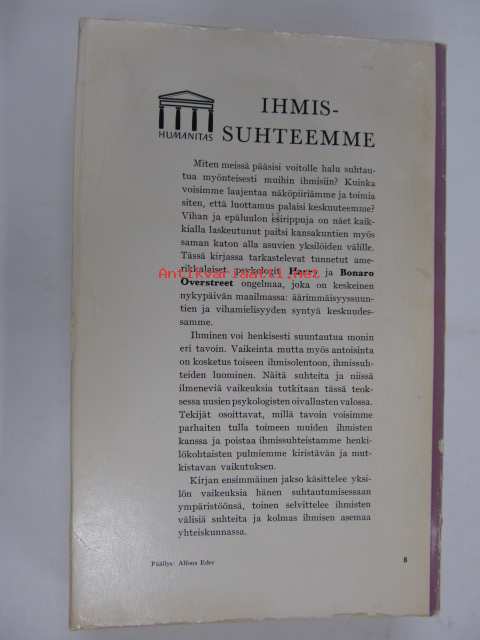 IHMIS-
SUHTEEMME
HUMANITAS
Miten meissä pääsisi voitolle halu suhtau-
tua myönteisesti muihin ihmisiin? Kuinka
voisimme laajentaa näköpiiriämme ja toimia
siten, että luottamus palaisi keskuuteemme?
Vihan ja epäluulon esirippuja on näet kaik-
kialla laskeutunut paitsi kansakuntien myös
saman katon alla asuvien yksilöiden välille.
Tässä kirjassa tarkastelevat tunnetut ame-
rikkalaiset psykologit Harry ja Bonaro
Overstreet ongelmaa, joka on keskeinen
nykypäivän maailmassa: äärimmäisyyssuun-
tien ja vihamielisyyden syntyä keskuudes-
samme.
Ihminen voi henkisesti suuntautua monin
eri tavoin. Vaikeinta mutta myös antoisinta
on kosketus toiseen ihmisolentoon, ihmissuh-
teiden luominen. Näitä suhteita ja niissä
ilmeneviä vaikeuksia tutkitaan tässä teok-
sessa uusien psykologisten oivallusten valossa.
Tekijät osoittavat, millä tavoin voisimme
parhaiten tulla toimeen muiden ihmisten
kanssa ja poistaa ihmissuhteistamme henki-
lökohtaisten pulmiemme kiristävän ja mut-
kistavan vaikutuksen.
Kirjan ensimmäinen jakso käsittelee yksi-
lön vaikeuksia hänen suhtautumisessaan
ympäristöönsä, toinen selvittelee ihmisten
välisiä suhteita ja kolmas ihmisen asemaa
yhteiskunnassa.
Päällys: Alfons Eder